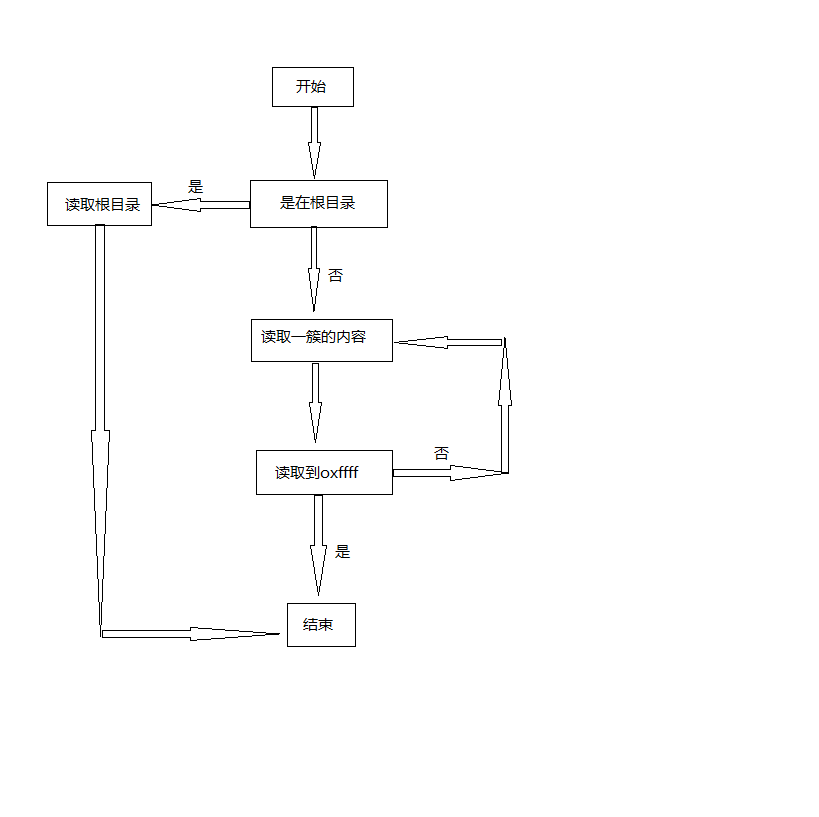 开始
是
读取根目录
是在根目录
否
读取一簇的内容
否
读取到oxffff
是
结束